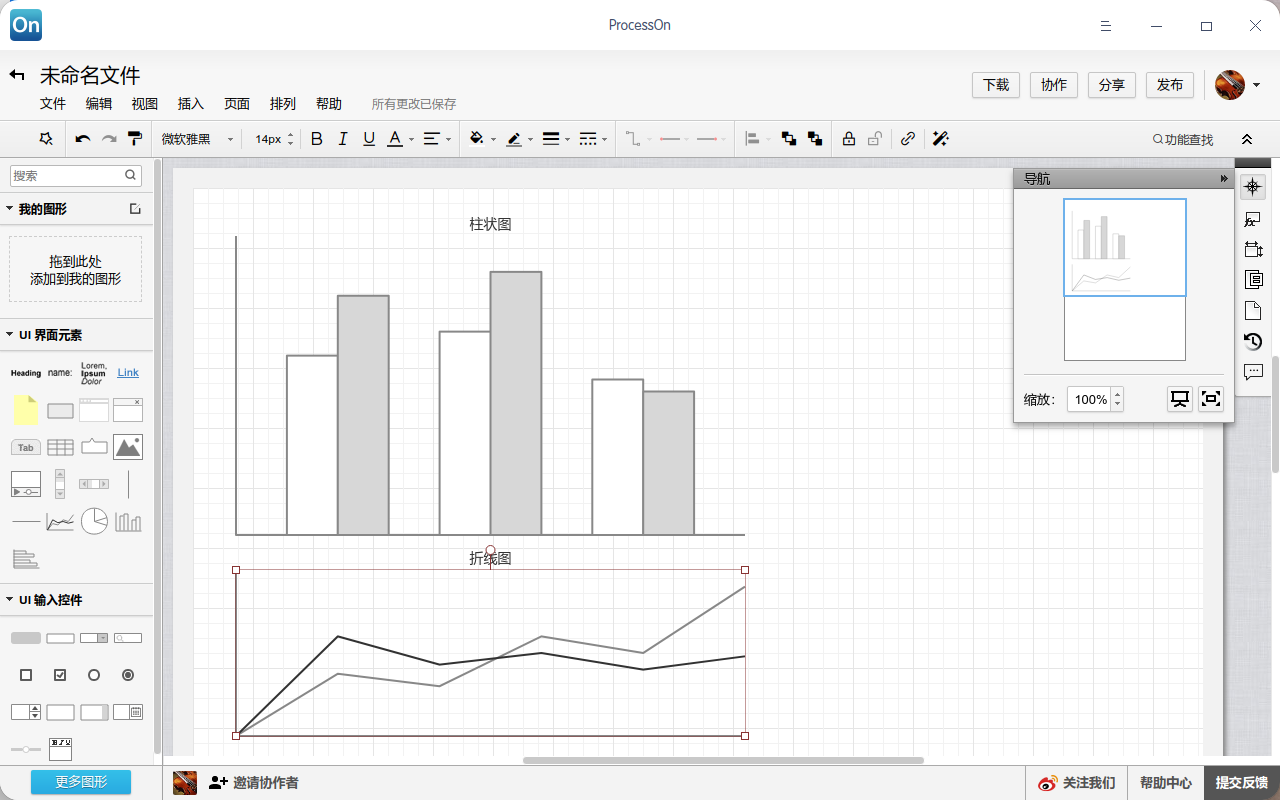 On
ProcessOn
未命名文件
文件 编辑 视图 插入 页面 排列 帮助 所有更改已保存
下载 协作 分享 发布
微软雅黑 14px B I U A
功能查找
搜索
我的图形
拖到此处
添加到我的图形
UI 界面元素
Heading name: Lorem, Ipsum Dolor Link
Tab
UI 输入控件
B I U
更多图形
柱状图
折线图
导航
缩放： 100%
fx
邀请协作者
关注我们 帮助中心 提交反馈